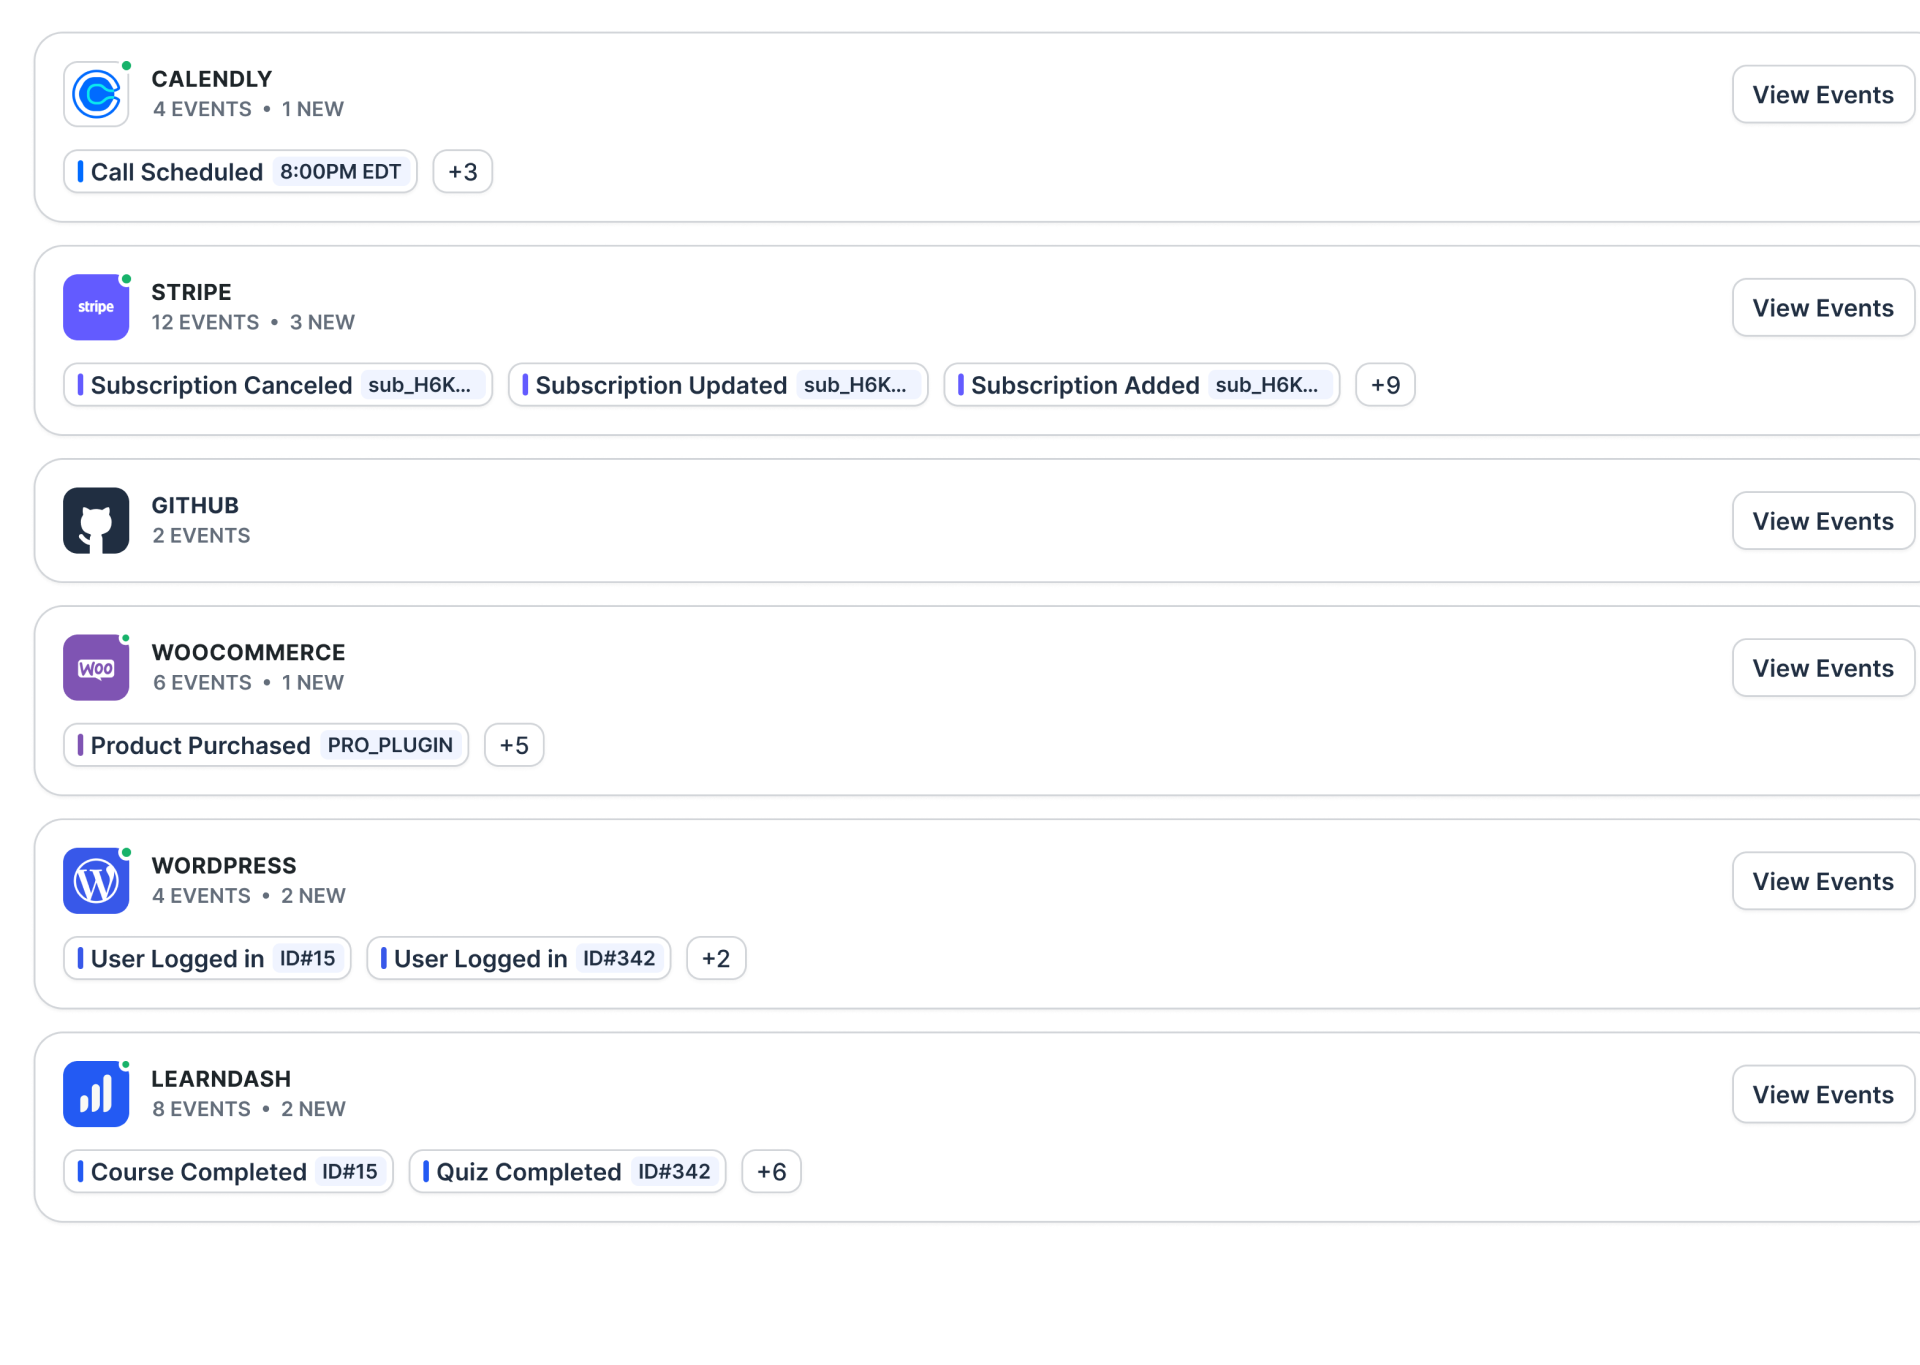 CALENDLY
4 EVENTS • 1 NEW
View Events
Call Scheduled 8:00PM EDT +3
stripe
STRIPE
12 EVENTS • 3 NEW
View Events
Subscription Canceled sub_H6K... Subscription Updated sub_H6K... Subscription Added sub_H6K... +9
GITHUB
2 EVENTS
View Events
Woo
WOOCOMMERCE
6 EVENTS • 1 NEW
View Events
Product Purchased PRO_PLUGIN +5
WORDPRESS
4 EVENTS • 2 NEW
View Events
User Logged in ID#15 User Logged in ID#342 +2
LEARNDASH
8 EVENTS • 2 NEW
View Events
Course Completed ID#15 Quiz Completed ID#342 +6